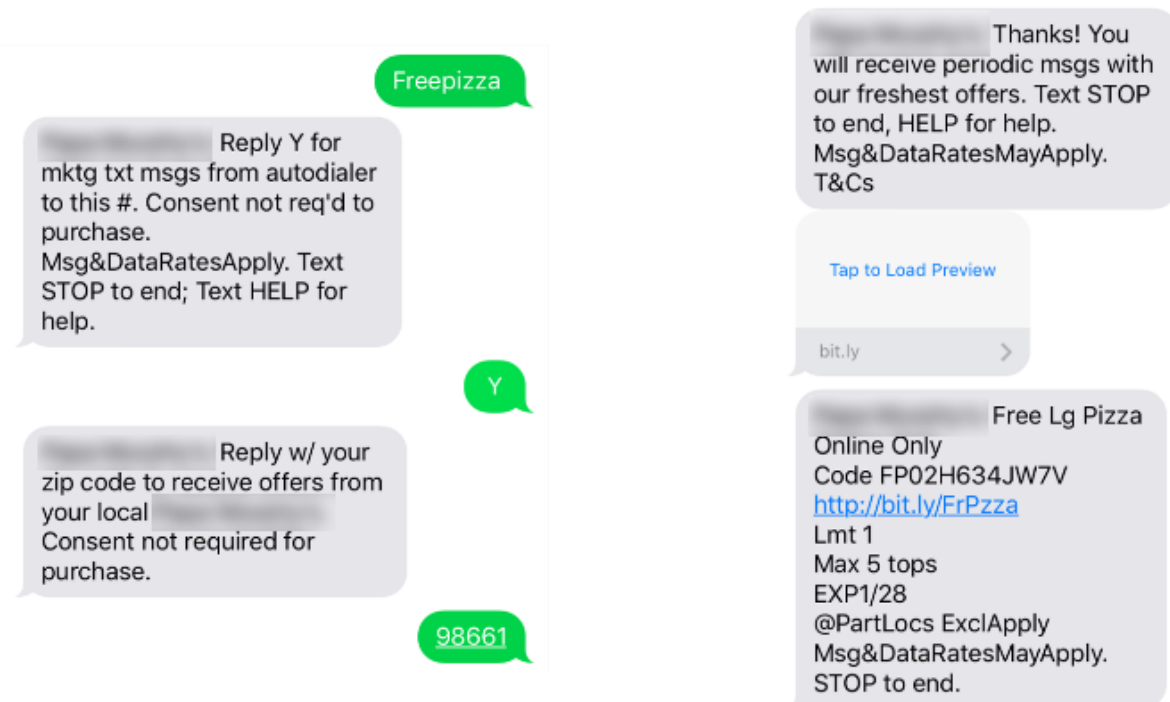 Freepizza
Reply Y for
mktg txt msgs from autodialer
to this #. Consent not req'd to
purchase.
Msg&DataRatesApply. Text
STOP to end; Text HELP for
help.
Y
Reply w/ your
zip code to receive offers from
your local
Consent not required for
purchase.
98661
Thanks! You
will receive periodic msgs with
our freshest offers. Text STOP
to end, HELP for help.
Msg&DataRatesMayApply.
T&Cs
Tap to Load Preview
bit.ly
Free Lg Pizza
Online Only
Code FP02H634JW7V
http://bit.ly/FrPzza
Lmt 1
Max 5 tops
EXP1/28
@PartLocs ExclApply
Msg&DataRatesMayApply.
STOP to end.